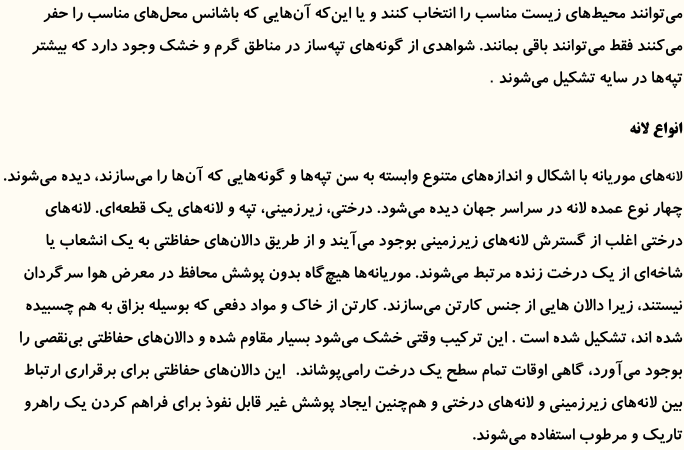 می‌توانند محیط‌های زیست مناسب را انتخاب کنند و یا این‌که آن‌هایی که باشانس محل‌های مناسب را حفر
می‌کنند فقط می‌توانند باقی بمانند. شواهدی از گونه‌های تپه‌ساز در مناطق گرم و خشک وجود دارد که بیشتر
تپه‌ها در سایه تشکیل می‌شوند .
انواع لانه
لانه‌های موریانه با اشکال و اندازه‌های متنوع وابسته به سن تپه‌ها و گونه‌هایی که آن‌ها را می‌سازند، دیده می‌شوند.
چهار نوع عمده لانه در سراسر جهان دیده می‌شود. درختی، زیرزمینی، تپه و لانه‌های یک قطعه‌ای. لانه‌های
درختی اغلب از گسترش لانه‌های زیرزمینی بوجود می‌آیند و از طریق دالان‌های حفاظتی به یک انشعاب یا
شاخه‌ای از یک درخت زنده مرتبط می‌شوند. موریانه‌ها هیچ‌گاه بدون پوشش محافظ در معرض هوا سرگردان
نیستند، زیرا دالان هایی از جنس کارتن می‌سازند. کارتن از خاک و مواد دفعی که بوسیله بزاق به هم چسبیده
شده اند، تشکیل شده است . این ترکیب وقتی خشک می‌شود بسیار مقاوم شده و دالان‌های حفاظتی بی‌نقصی را
بوجود می‌آورد، گاهی اوقات تمام سطح یک درخت رامی‌پوشاند. این دالان‌های حفاظتی برای برقراری ارتباط
بین لانه‌های زیرزمینی و لانه‌های درختی و هم‌چنین ایجاد پوشش غیر قابل نفوذ برای فراهم کردن یک راهرو
تاریک و مرطوب استفاده می‌شوند.